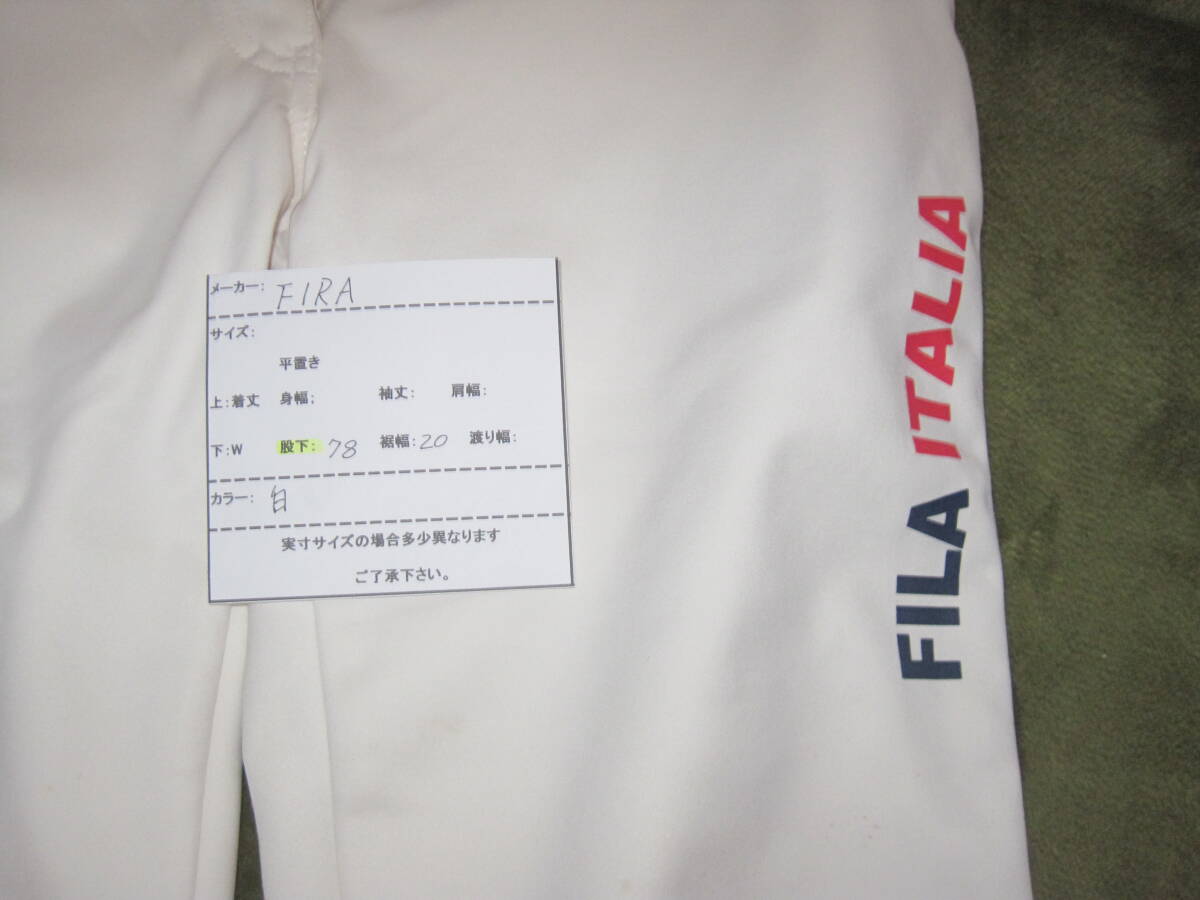 メーカー: FIRA
サイズ:
平置き
上:着丈 身幅; 袖丈: 肩幅:
下:W 股下: 78 裾幅: 20 渡り幅:
カラー: 白
実寸サイズの場合多少異なります
ご了承下さい。
FILA ITALIA